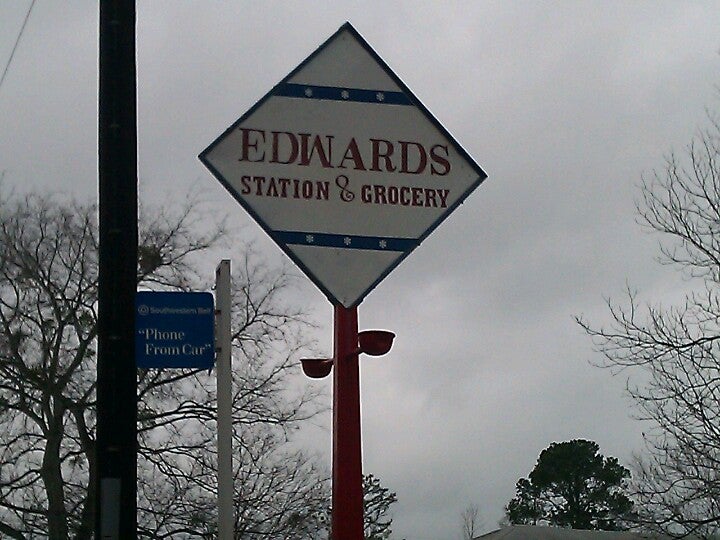 EDWARDS
STATION & GROCERY
Southwestern Bell
"Phone
From Car"